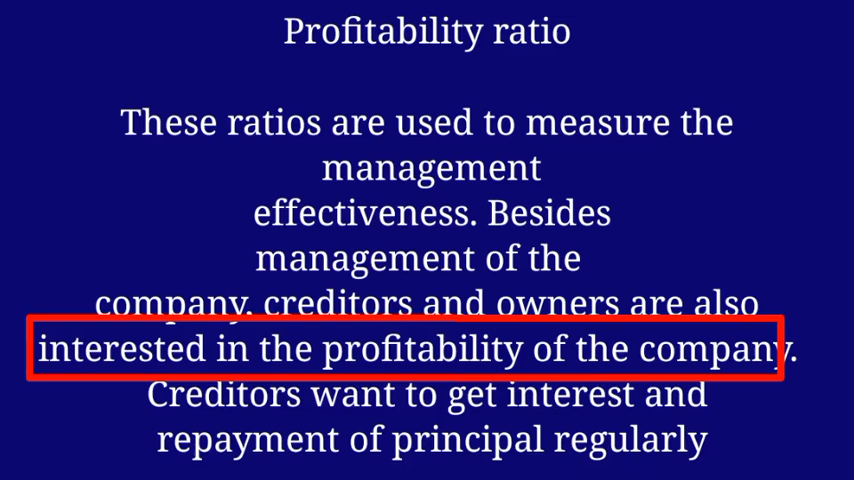 Profitability ratio
These ratios are used to measure the
management
effectiveness. Besides
management of the
company, creditors and owners are also
interested in the profitability of the company.
Creditors want to get interest and
repayment of principal regularly